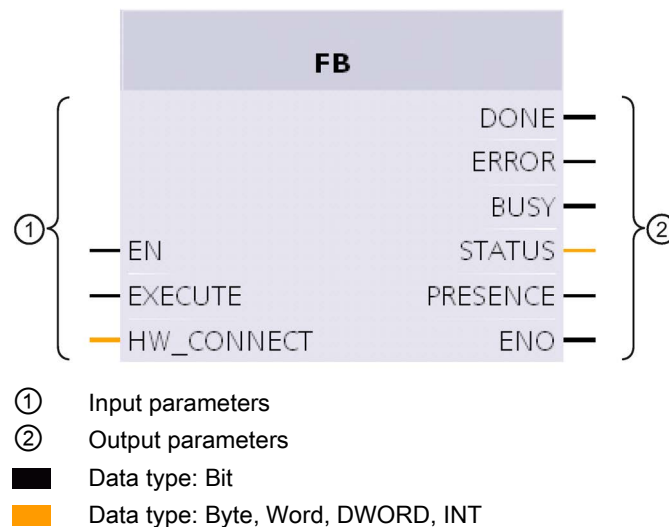 FB
DONE
ERROR
BUSY
① EN STATUS ②
EXECUTE PRESENCE
HW_CONNECT ENO
① Input parameters
② Output parameters
Data type: Bit
Data type: Byte, Word, DWORD, INT